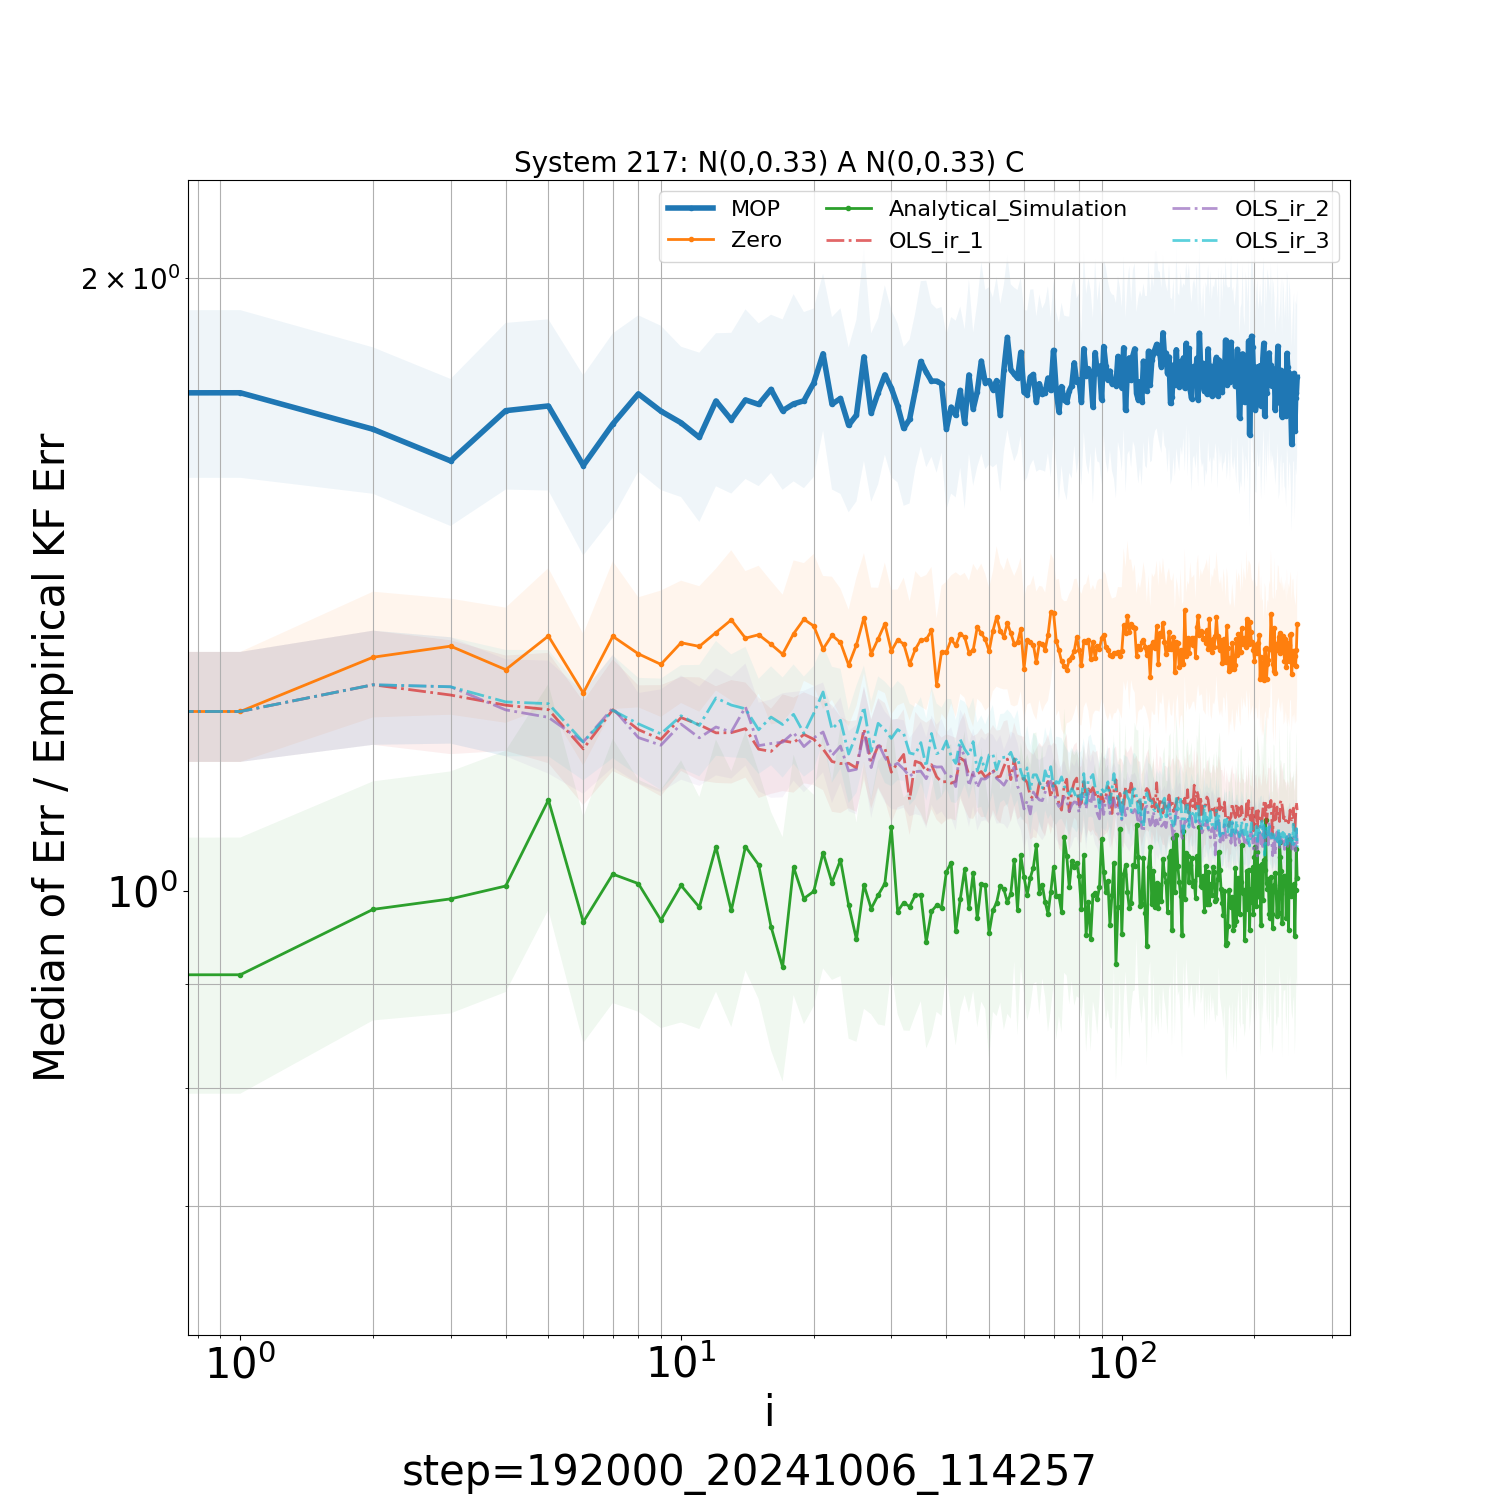 System 217: N(0,0.33) A N(0,0.33) C
MOP
Zero
Analytical_Simulation
OLS_ir_1
OLS_ir_2
OLS_ir_3
2 × 10⁰
10⁰
Median of Err / Empirical KF Err
10⁰ 10¹ 10²
i
step=192000_20241006_114257